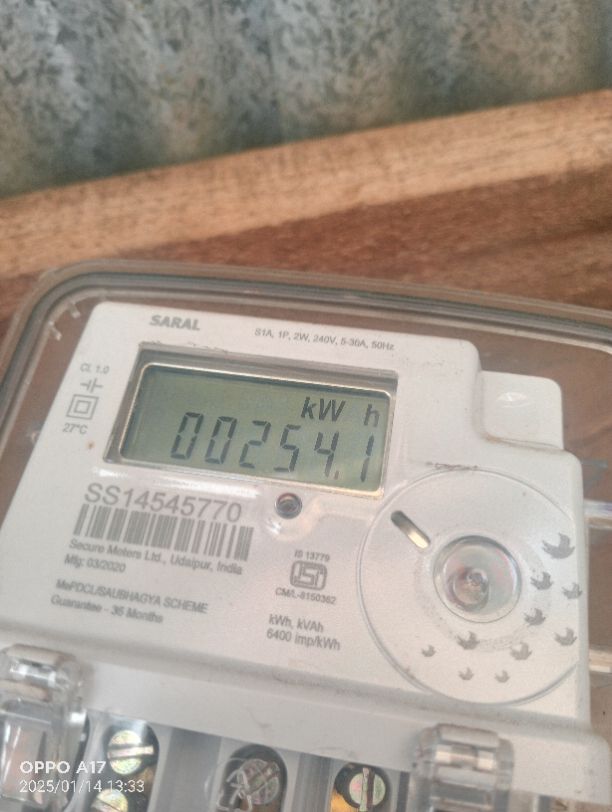 SARAL
S1A, 1P, 2W, 240V, 5-30A, 50Hz
CL 1.0
27°C
kW h
00254.1
SS14545770
Secure Meters Ltd., Udaipur, India
Mfg: 03/2020
MePDCL/SAUBHAGYA SCHEME
Guarantee - 36 Months
IS 13779
ISI
CM/L-8150362
kWh, kVAh
6400 imp/kWh
OPPO A17
2025/01/14 13:33